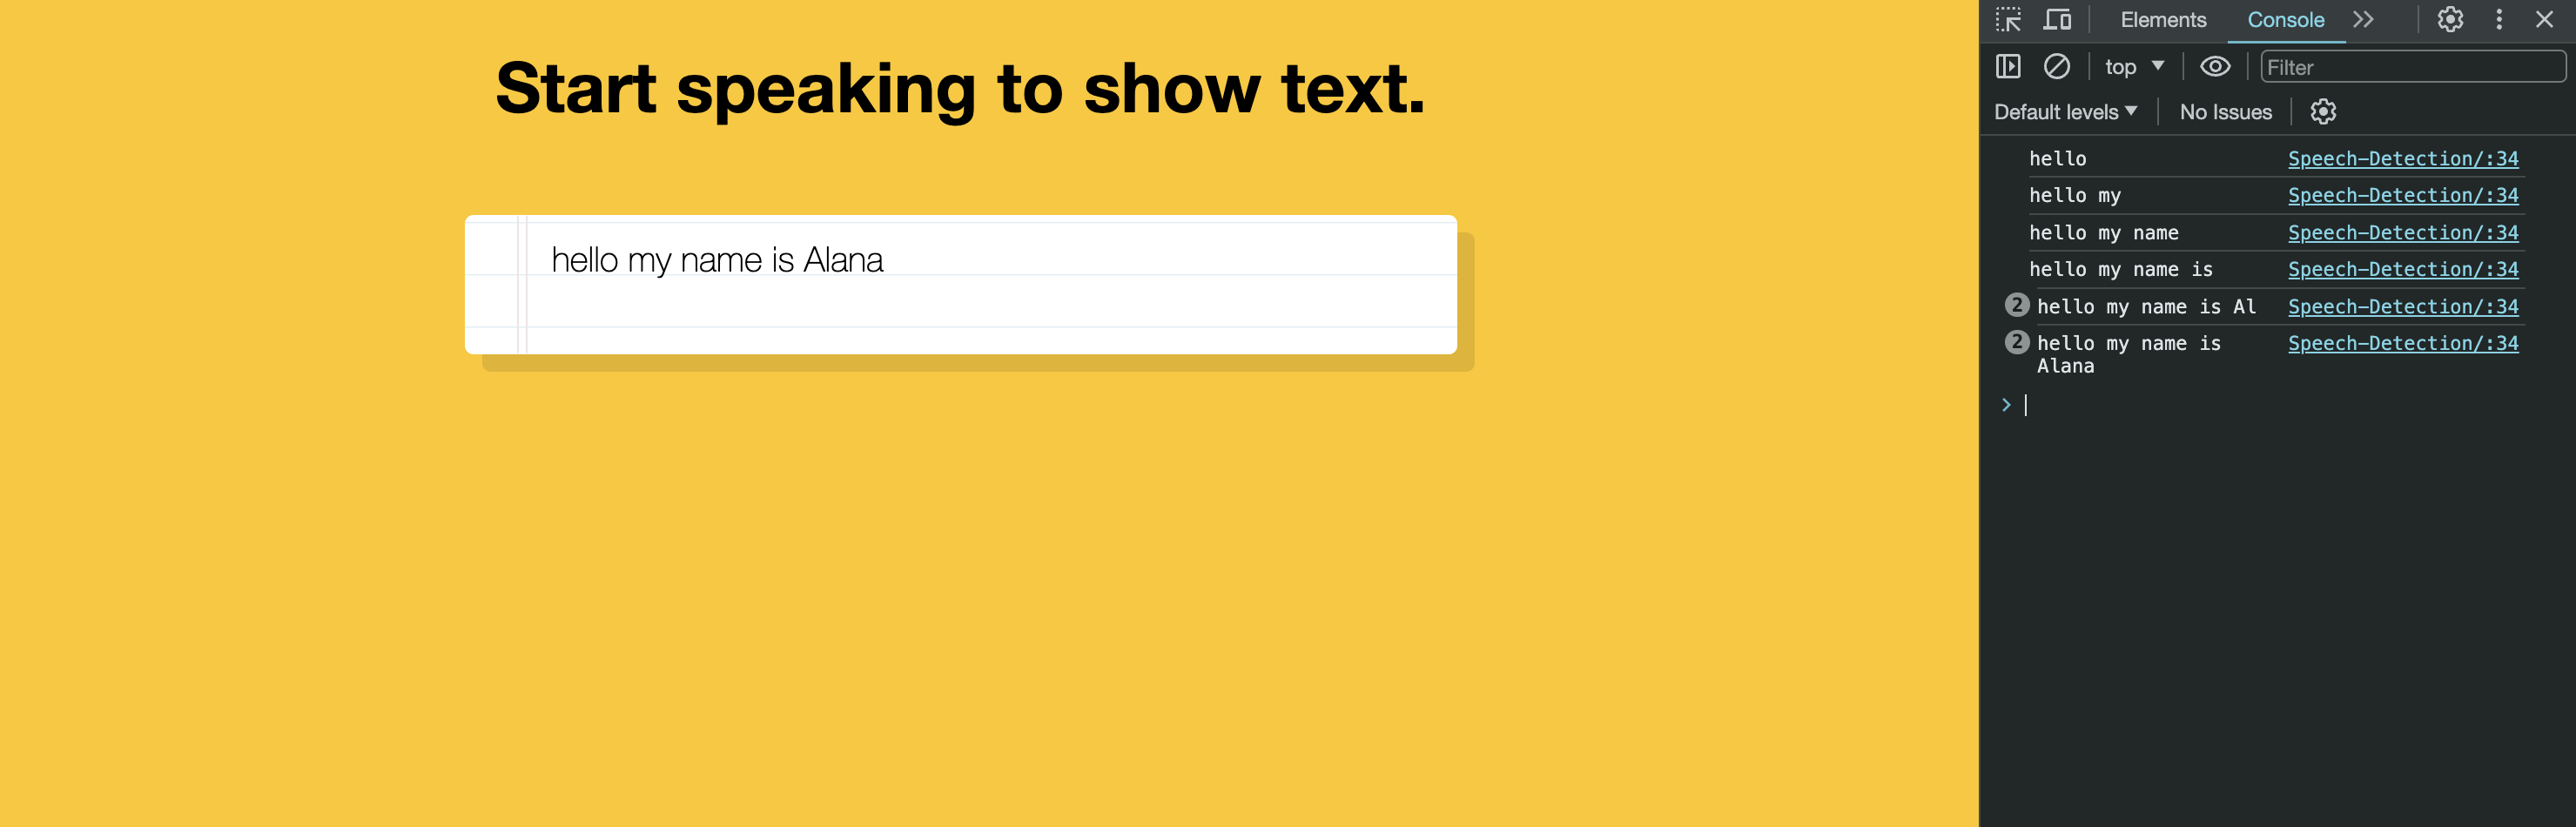 Start speaking to show text.
hello my name is Alana
Elements Console
top Filter
Default levels No Issues
hello Speech-Detection/:34
hello my Speech-Detection/:34
hello my name Speech-Detection/:34
hello my name is Speech-Detection/:34
2 hello my name is Al Speech-Detection/:34
2 hello my name is Speech-Detection/:34
Alana